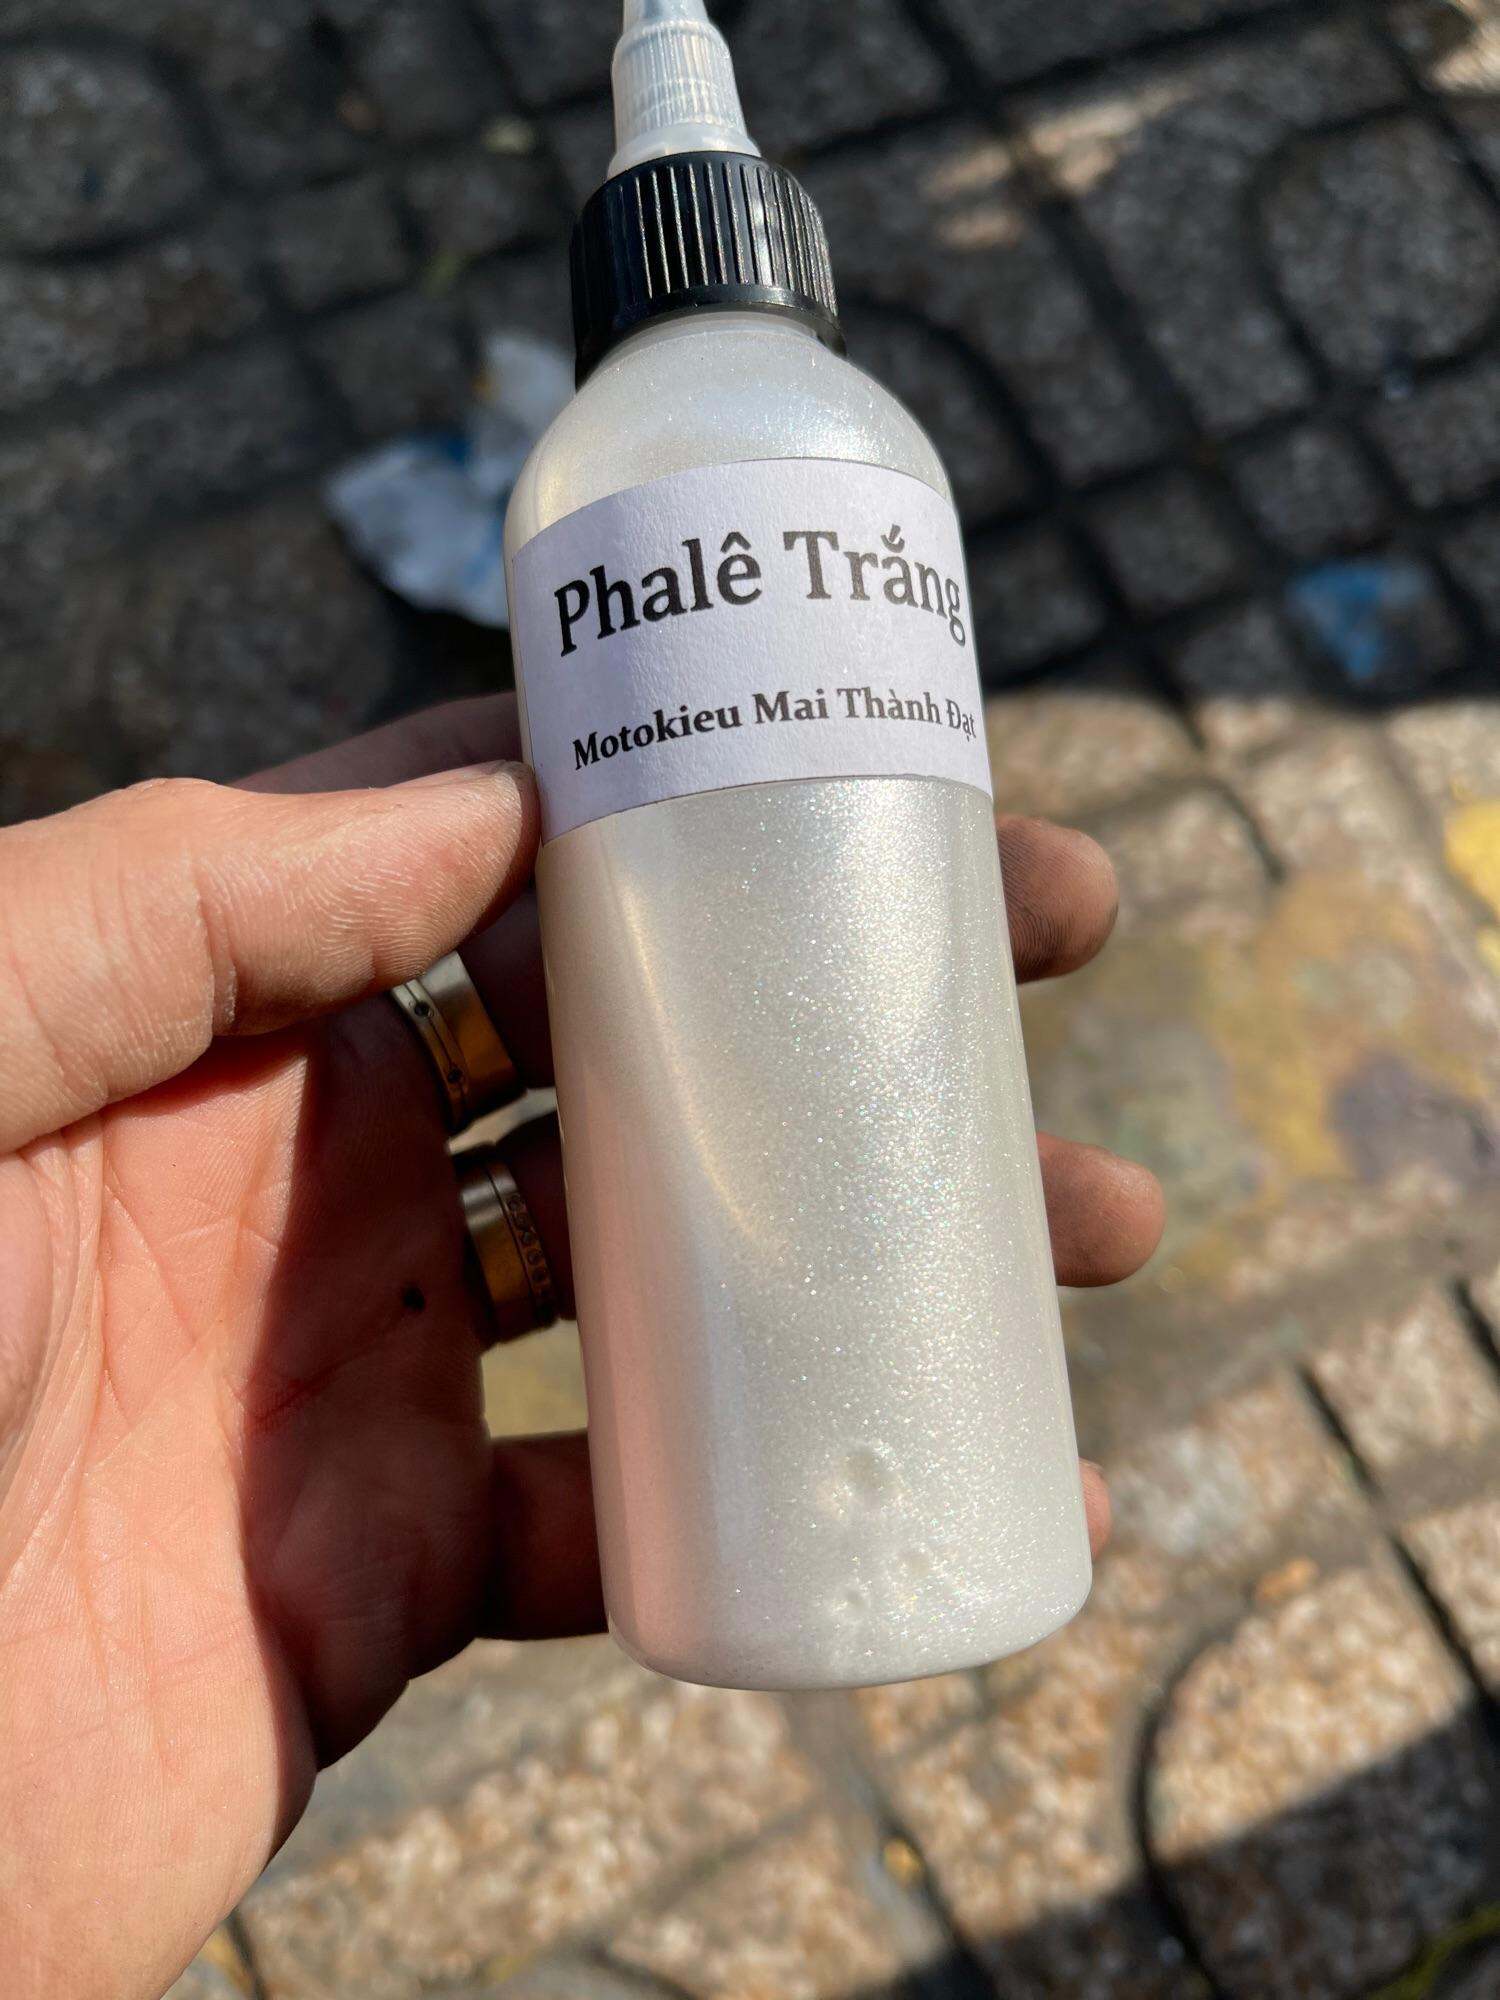 Phalê Trắng
Motokieu Mai Thành Đạt